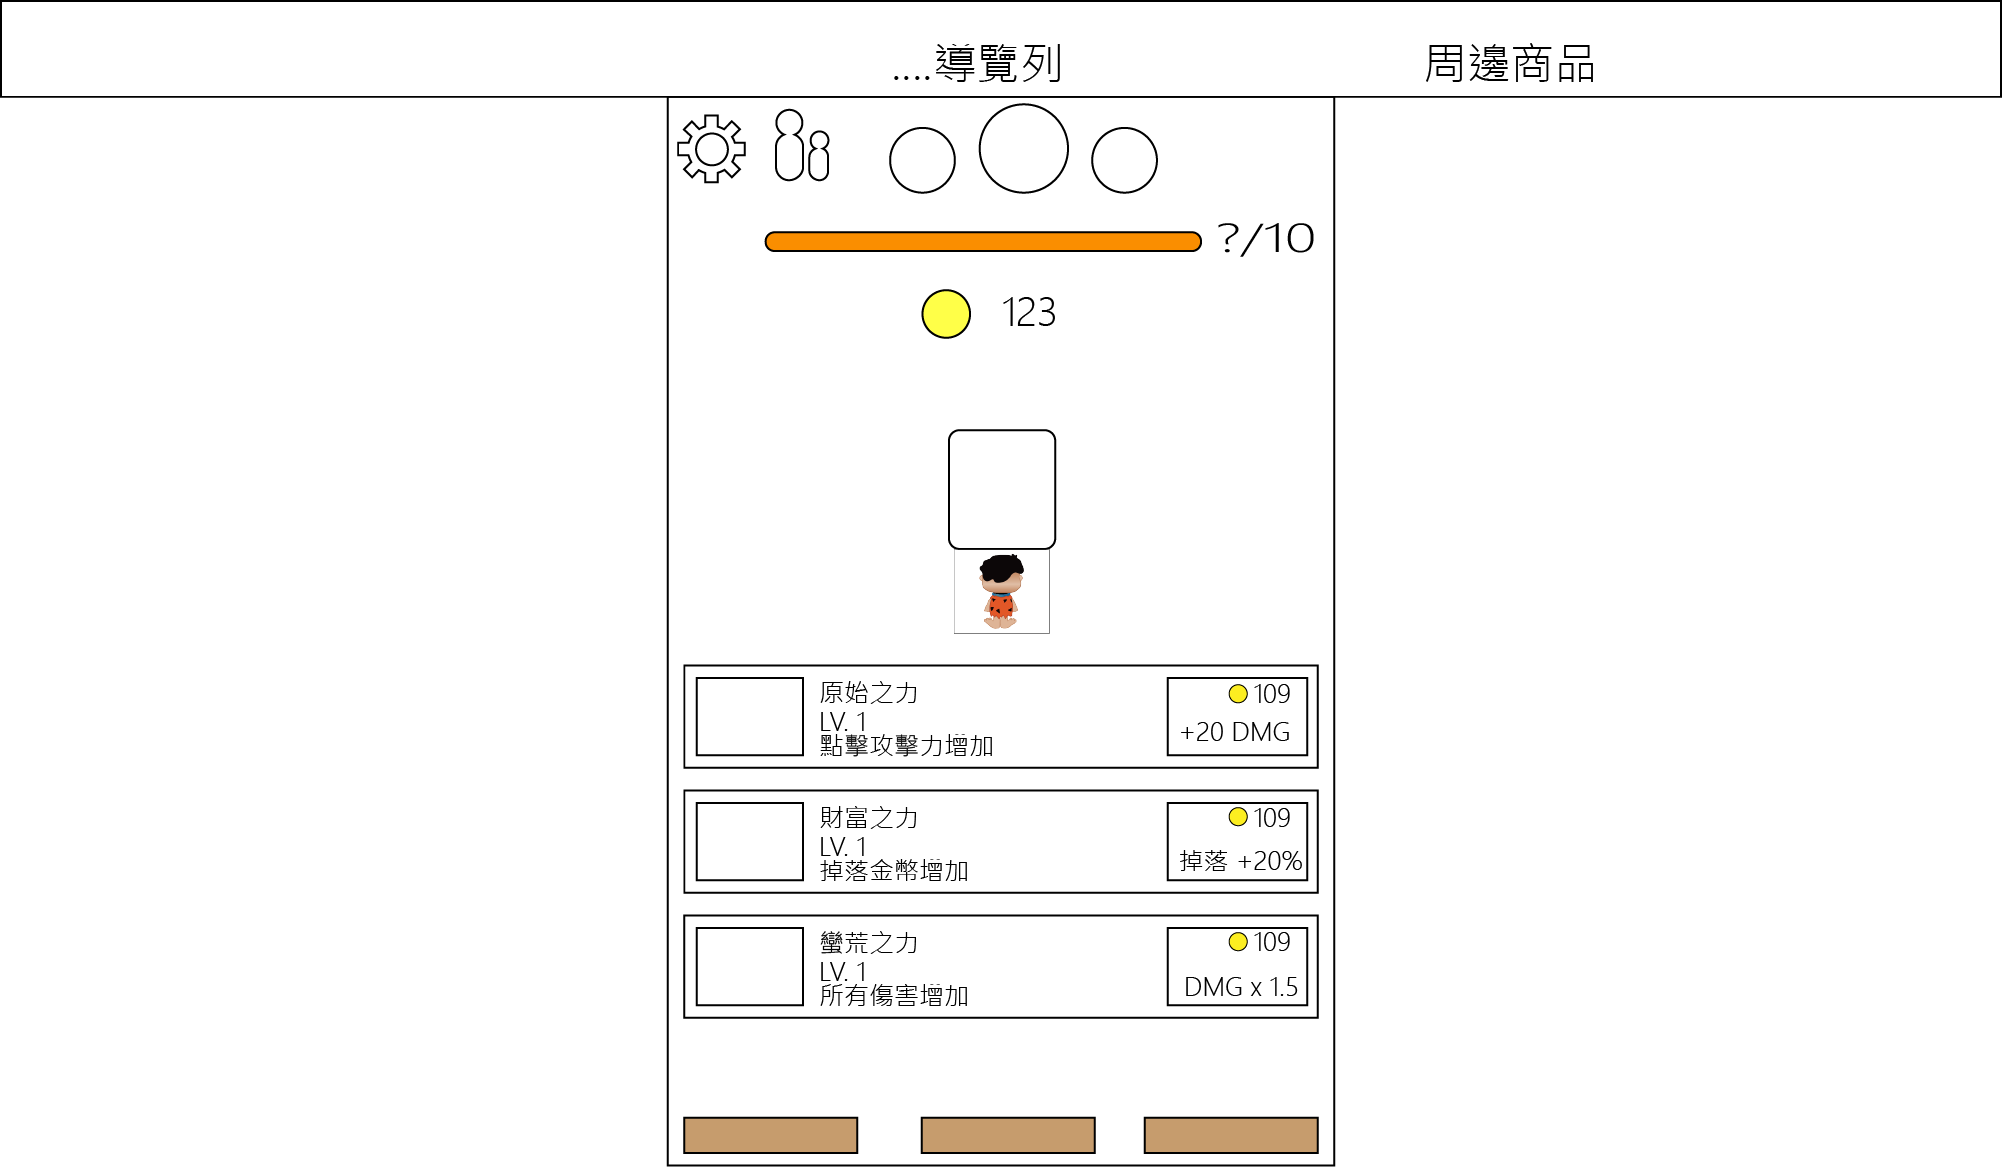 ....導覽列
周邊商品
?/10
123
原始之力
LV. 1
點擊攻擊力增加
109
+20 DMG
財富之力
LV. 1
掉落金幣增加
109
掉落 +20%
蠻荒之力
LV. 1
所有傷害增加
109
DMG x 1.5